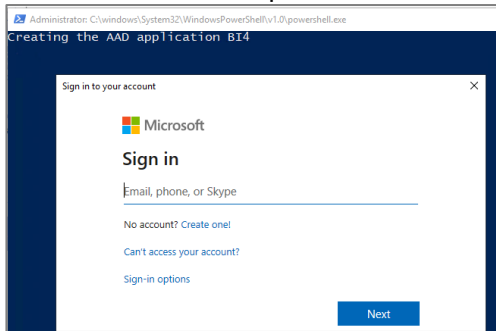 Administrator: C:\windows\System32\WindowsPowerShell\v1.0\powershell.exe
Creating the AAD application BI4
Sign in to your account
Microsoft
Sign in
Email, phone, or Skype
No account? Create one!
Can't access your account?
Sign-in options
Next